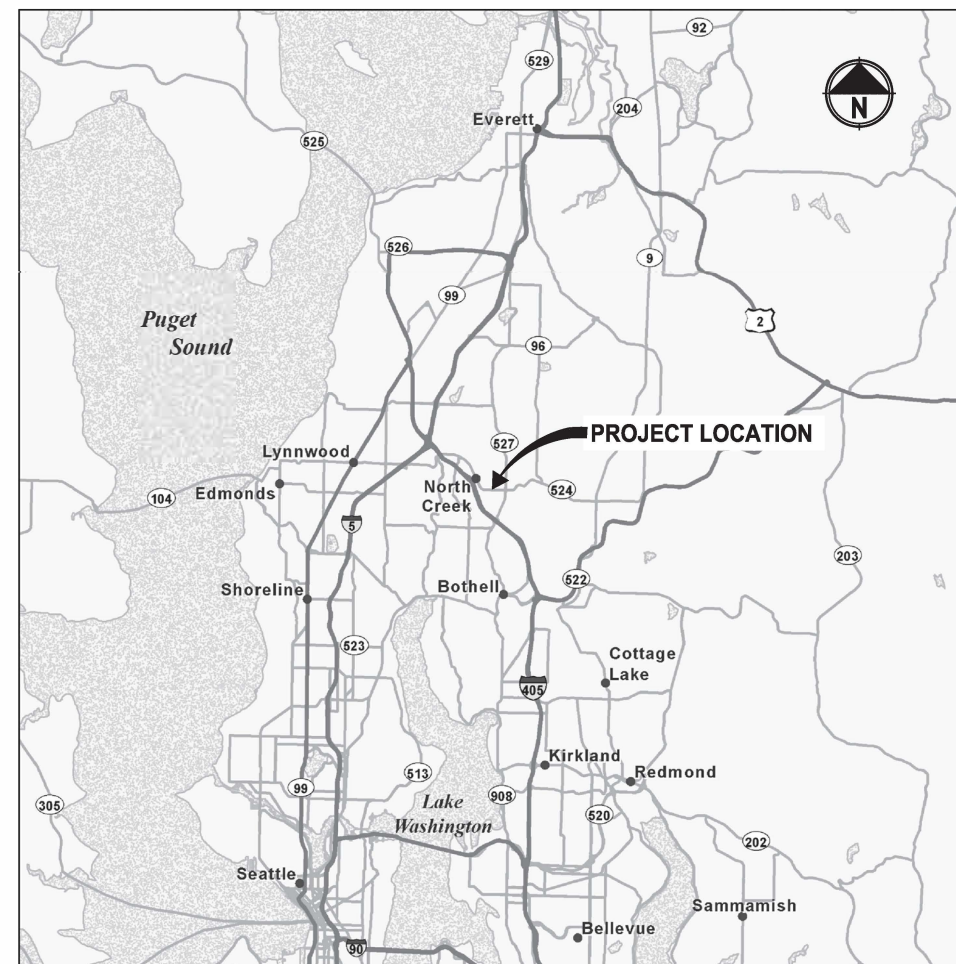 92
529
N
204
Everett
525
526
9
99
2
Puget
Sound
96
PROJECT LOCATION
527
Lynnwood
North
Creek
524
Edmonds
104
5
203
522
Bothell
Shoreline
523
Cottage
Lake
405
Kirkland
513
Redmond
99
908
Lake
Washington
305
520
202
Seattle
Sammamish
Bellevue
90